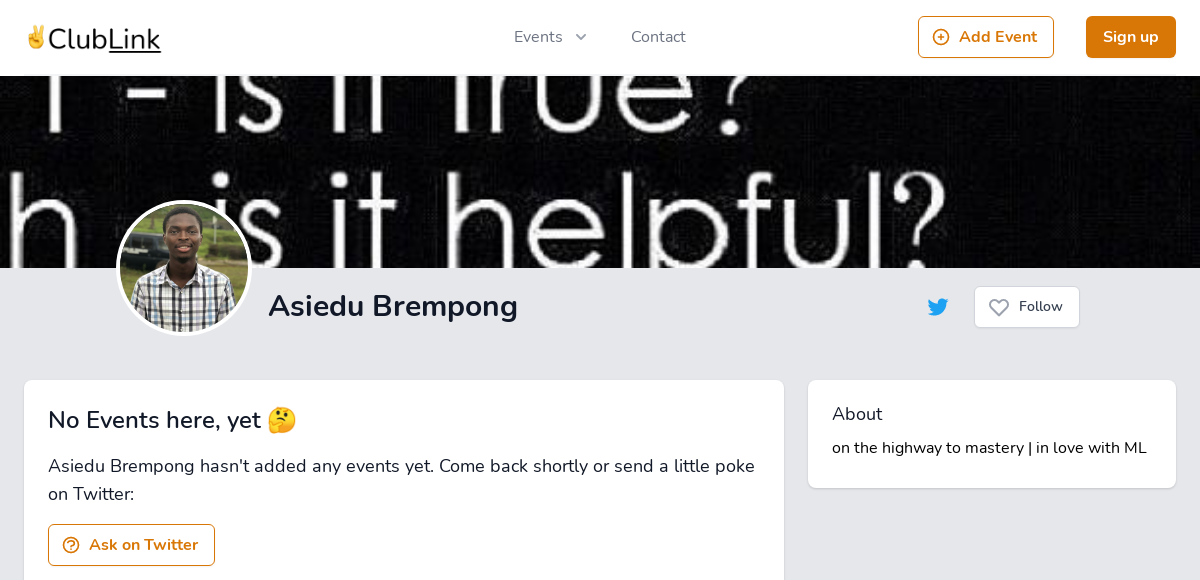 ✌ClubLink
Events
Contact
Add Event
Sign up
T - is it true?
h - is it helpful?
Asiedu Brempong
Follow
No Events here, yet 🤔
Asiedu Brempong hasn't added any events yet. Come back shortly or send a little poke
on Twitter:
Ask on Twitter
About
on the highway to mastery | in love with ML